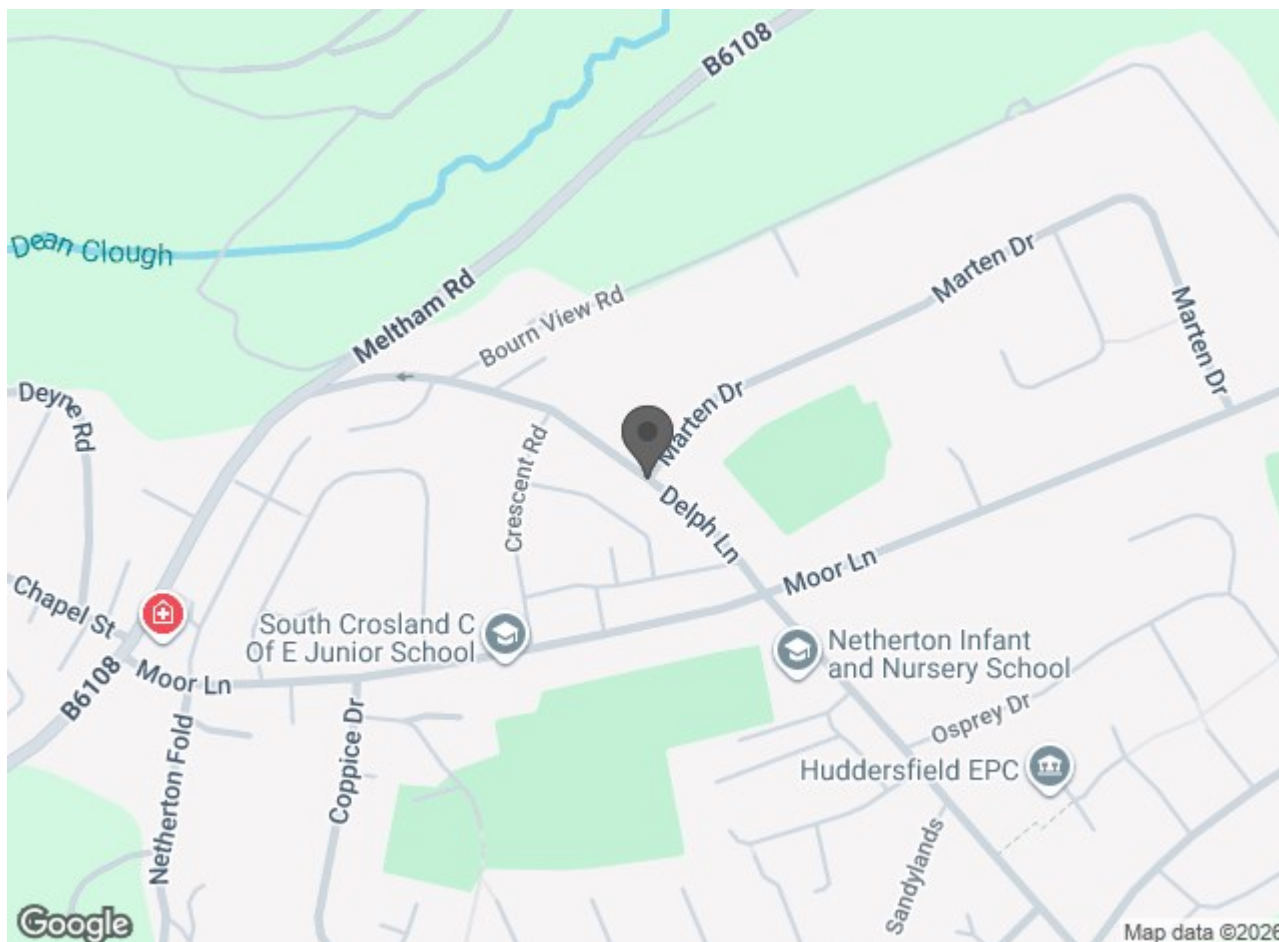 B6108
Dean Clough
Meltham Rd
Bourn View Rd
Marten Dr
Marten Dr
Deyne Rd
Marten Dr
Crescent Rd
Delph Ln
Moor Ln
Chapel St
South Crosland C
Of E Junior School
Netherton Infant
and Nursery School
Moor Ln
B6108
Osprey Dr
Netherton Fold
Coppice Dr
Huddersfield EPC
Sandylands
Google
Map data ©2026